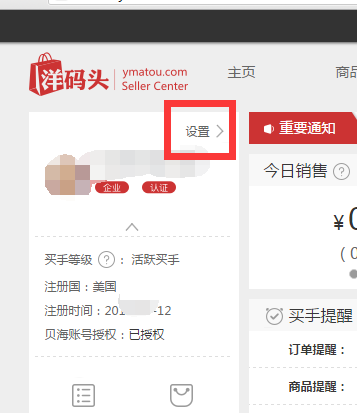 洋码头
ymatou.com
Seller Center
主页
商品
设置
重要通知
企业 认证
今日销售 ?
¥ 0
( 0
买手等级 ? ： 活跃买手
注册国：美国
注册时间：201 -12
贝海账号授权：已授权
买手提醒
订单提醒：
商品提醒：